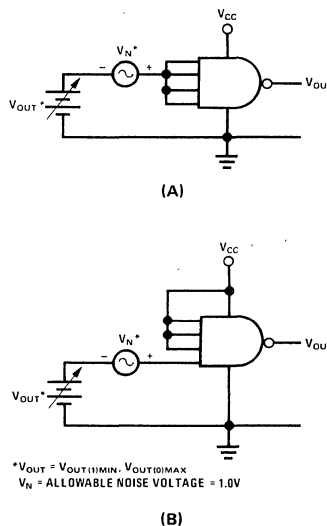 VCC
VN*
− +
VOUT*
VOU
(A)
VCC
VN*
− +
VOUT*
VOU
*VOUT = VOUT(1)MIN, VOUT(0)MAX
VN = ALLOWABLE NOISE VOLTAGE = 1.0V
(B)